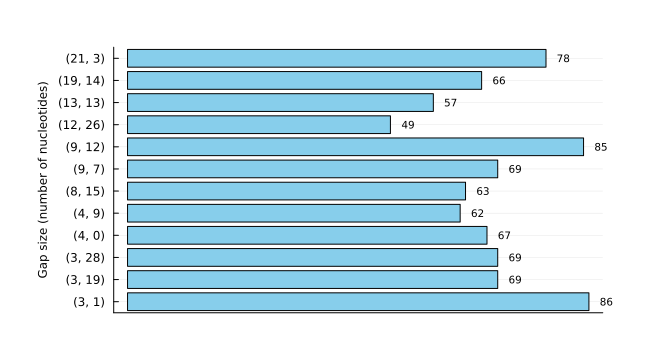 Gap size (number of nucleotides)
(21, 3) 78
(19, 14) 66
(13, 13) 57
(12, 26) 49
(9, 12) 85
(9, 7) 69
(8, 15) 63
(4, 9) 62
(4, 0) 67
(3, 28) 69
(3, 19) 69
(3, 1) 86